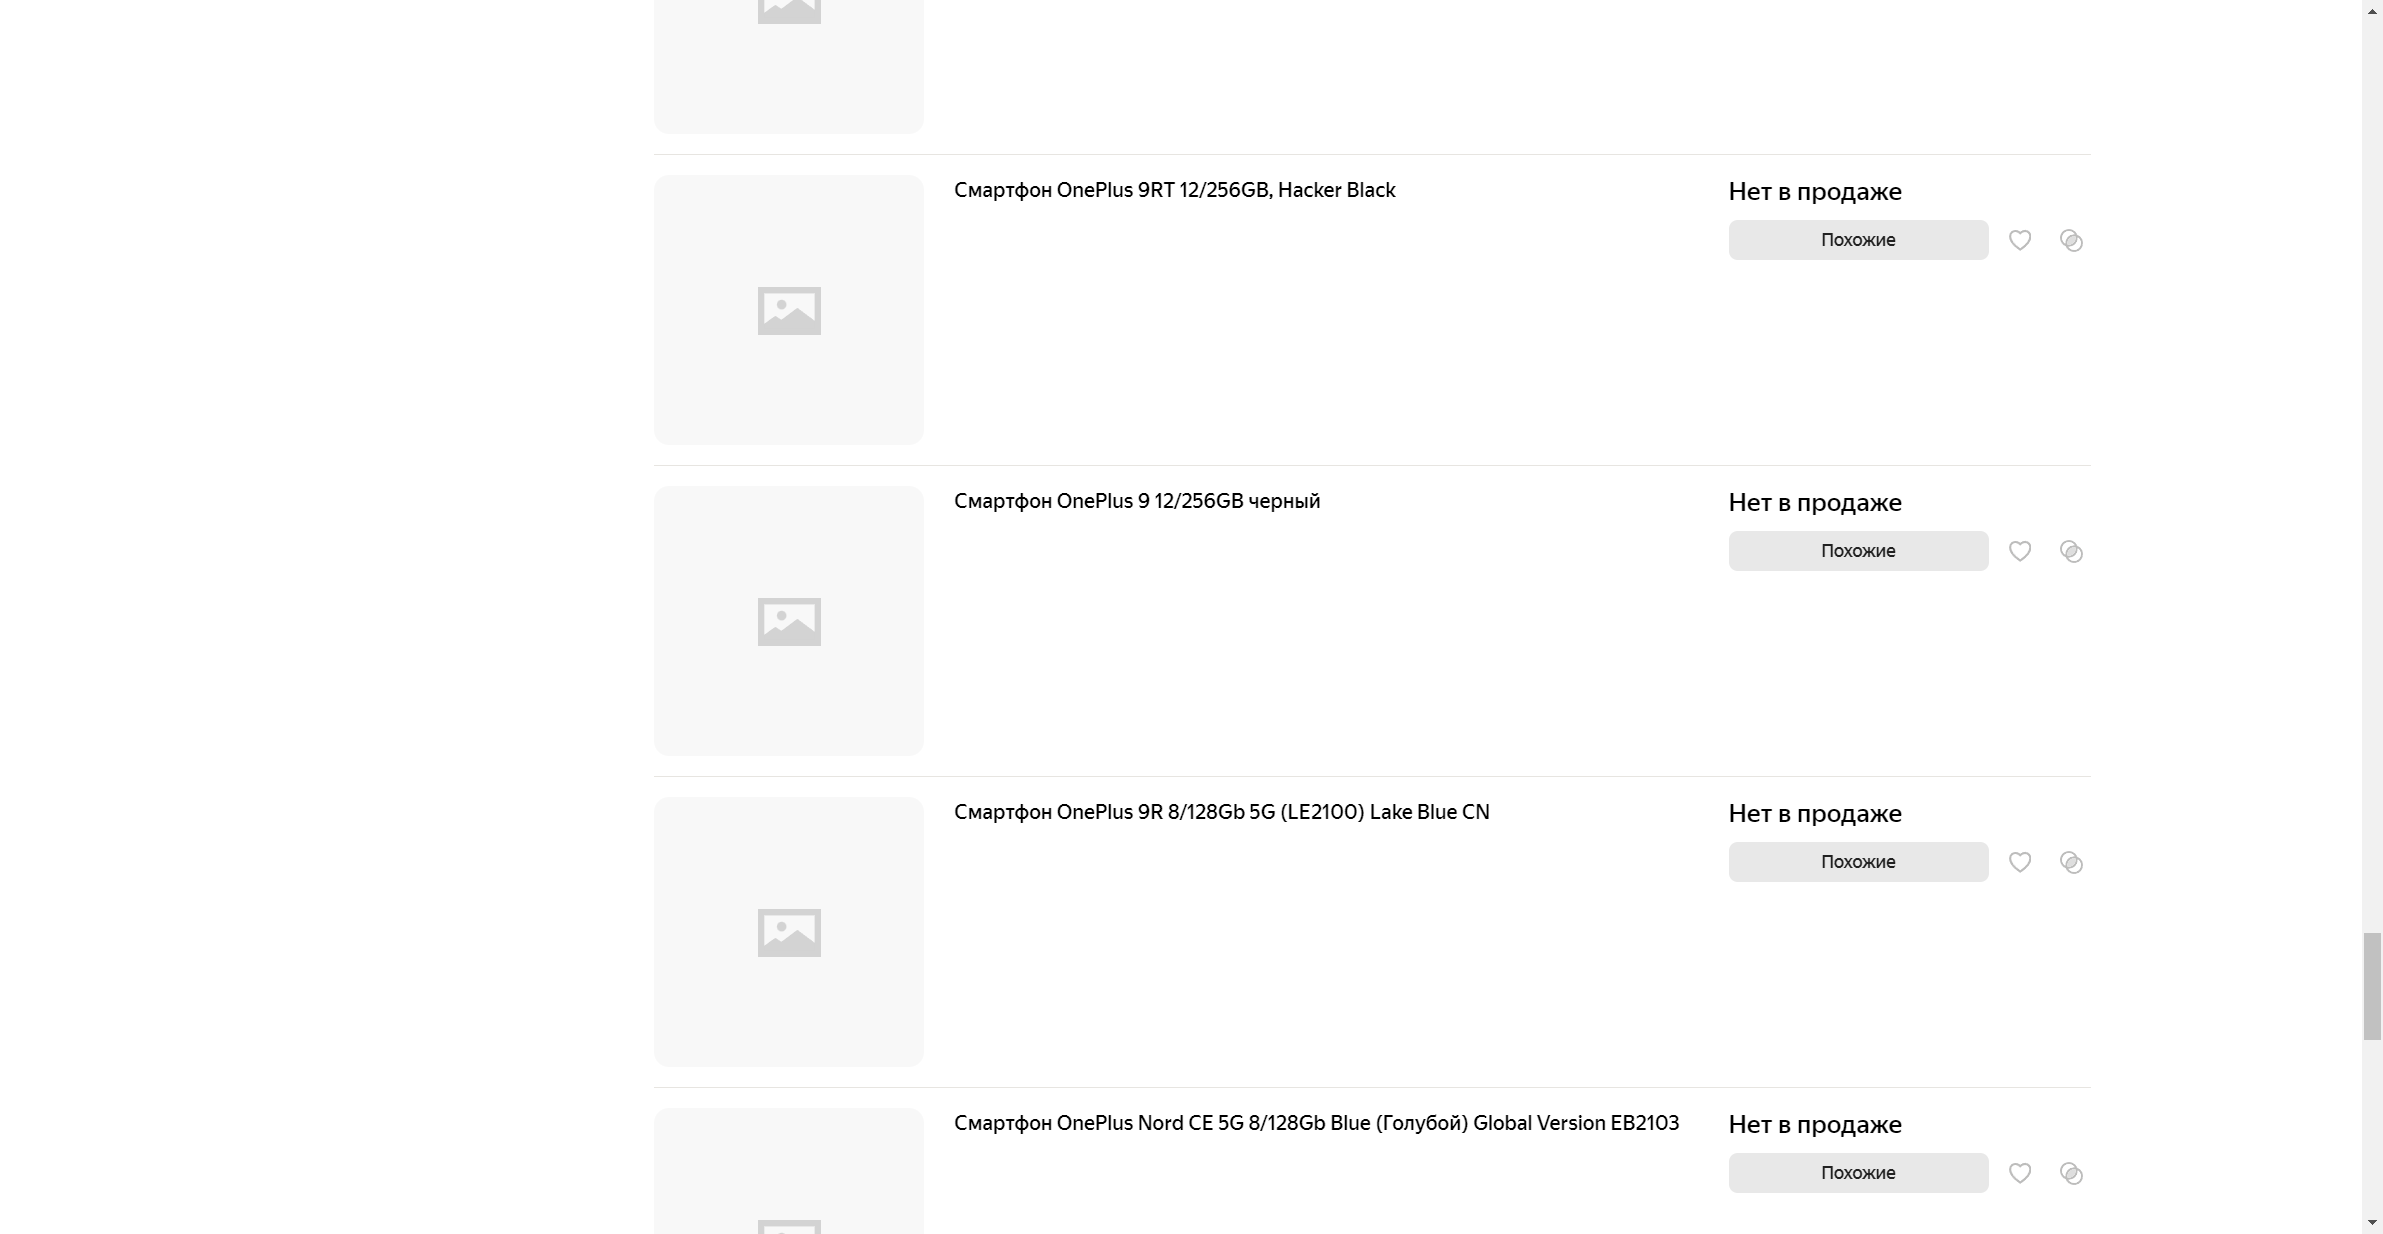 Смартфон OnePlus 9RT 12/256GB, Hacker Black
Нет в продаже
Похожие
Смартфон OnePlus 9 12/256GB черный
Нет в продаже
Похожие
Смартфон OnePlus 9R 8/128Gb 5G (LE2100) Lake Blue CN
Нет в продаже
Похожие
Смартфон OnePlus Nord CE 5G 8/128Gb Blue (Голубой) Global Version EB2103
Нет в продаже
Похожие